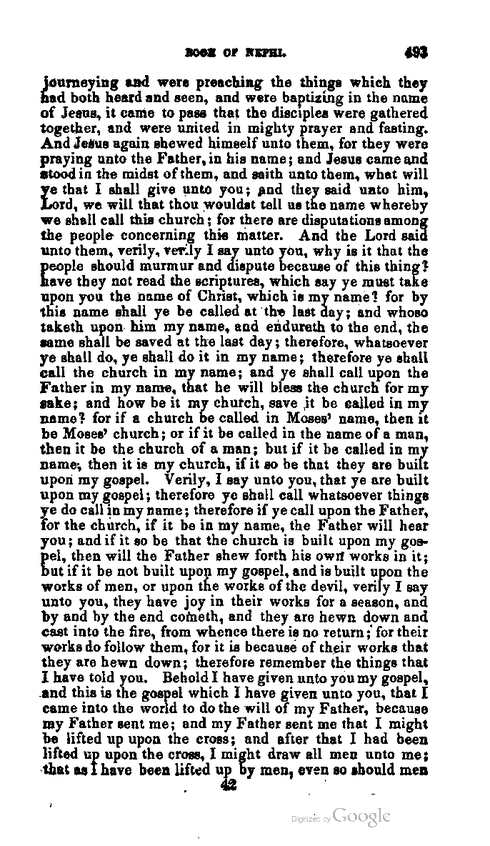 BOOK OF NEPHI. 493
journeying and were preaching the things which they
had both heard and seen, and were baptizing in the name
of Jesus, it came to pass that the disciples were gathered
together, and were united in mighty prayer and fasting.
And Jesus again shewed himself unto them, for they were
praying unto the Father, in his name; and Jesus came and
stood in the midst of them, and saith unto them, what will
ye that I shall give unto you; and they said unto him,
Lord, we will that thou wouldst tell us the name whereby
we shall call this church; for there are disputations among
the people concerning this matter. And the Lord said
unto them, verily, verily I say unto you, why is it that the
people should murmur and dispute because of this thing?
have they not read the scriptures, which say ye must take
upon you the name of Christ, which is my name? for by
this name shall ye be called at the last day; and whoso
taketh upon him my name, and endureth to the end, the
same shall be saved at the last day; therefore, whatsoever
ye shall do, ye shall do it in my name; therefore ye shall
call the church in my name; and ye shall call upon the
Father in my name, that he will bless the church for my
sake; and how be it my church, save it be called in my
name? for if a church be called in Moses' name, then it
be Moses' church; or if it be called in the name of a man,
then it be the church of a man; but if it be called in my
name, then it is my church, if it so be that they are built
upon my gospel. Verily, I say unto you, that ye are built
upon my gospel; therefore ye shall call whatsoever things
ye do call in my name; therefore if ye call upon the Father,
for the church, if it be in my name, the Father will hear
you; and if it so be that the church is built upon my gos-
pel, then will the Father shew forth his own works in it;
but if it be not built upon my gospel, and is built upon the
works of men, or upon the works of the devil, verily I say
unto you, they have joy in their works for a season, and
by and by the end cometh, and they are hewn down and
cast into the fire, from whence there is no return; for their
works do follow them, for it is because of their works that
they are hewn down; therefore remember the things that
I have told you. Behold I have given unto you my gospel,
and this is the gospel which I have given unto you, that I
came into the world to do the will of my Father, because
my Father sent me; and my Father sent me that I might
be lifted up upon the cross; and after that I had been
lifted up upon the cross, I might draw all men unto me;
that as I have been lifted up by men, even so should men
42
Digitized by Google